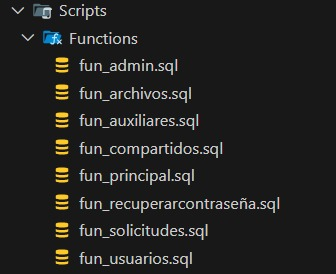 Scripts
Functions
fun_admin.sql
fun_archivos.sql
fun_auxiliares.sql
fun_compartidos.sql
fun_principal.sql
fun_recuperarcontraseña.sql
fun_solicitudes.sql
fun_usuarios.sql